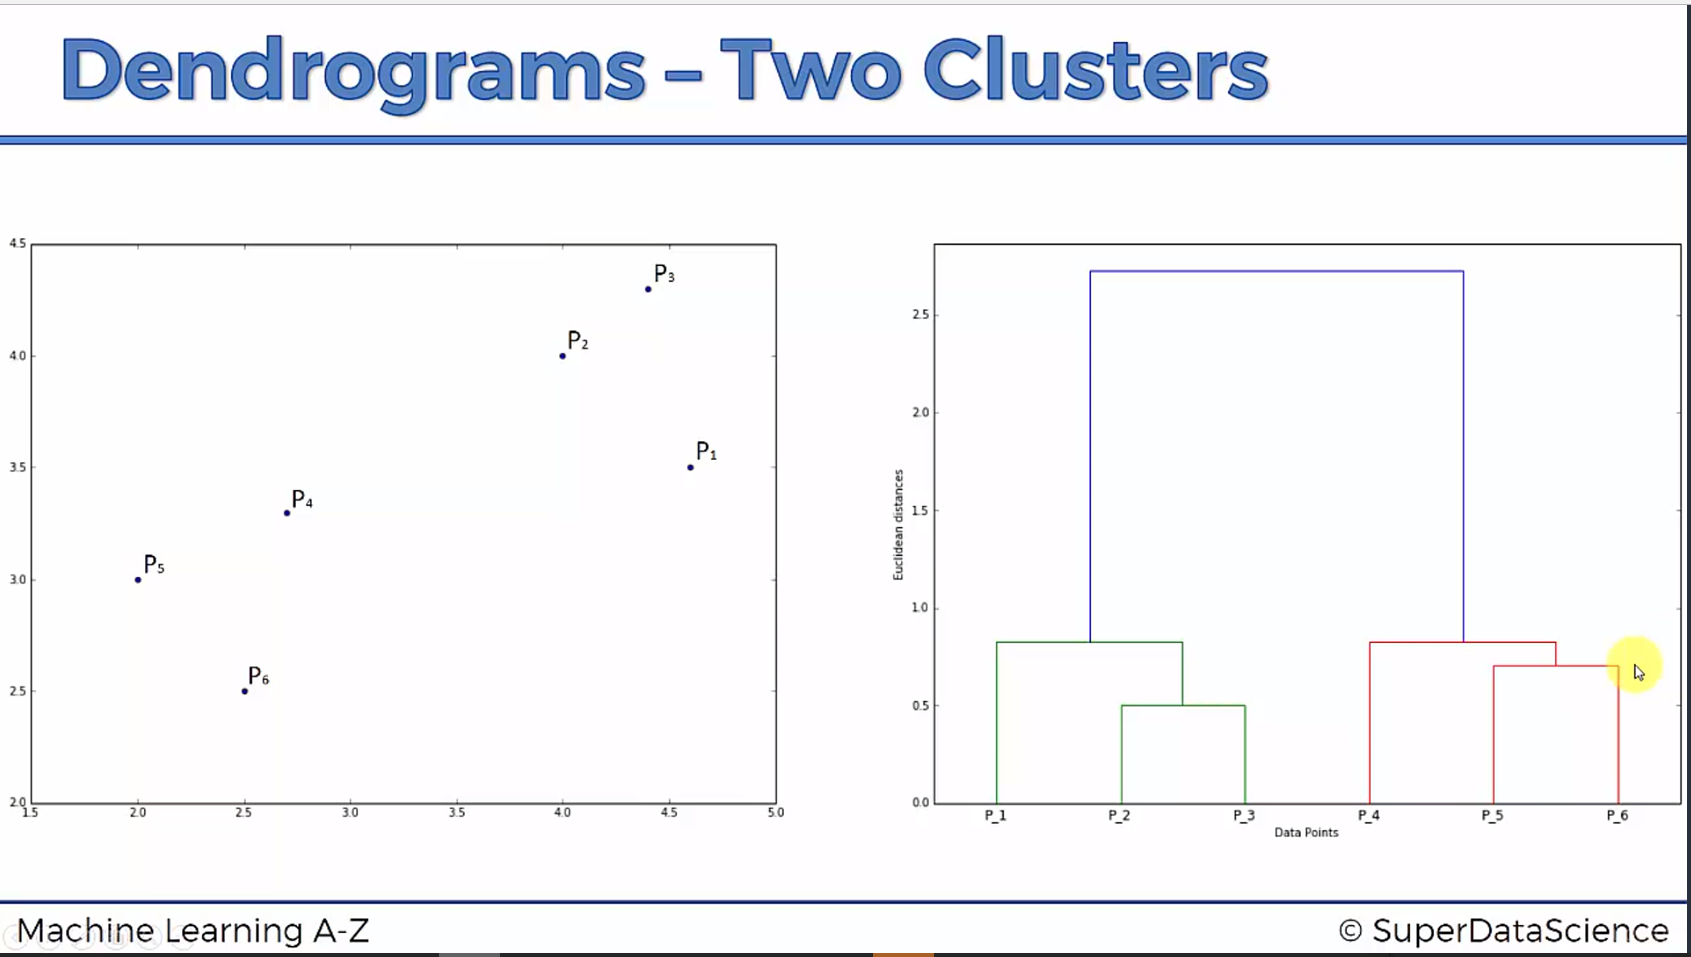 Dendrograms – Two Clusters
4.5
4.0
3.5
3.0
2.5
2.0
1.5
2.0
2.5
3.0
3.5
4.0
4.5
5.0
P₃
P₂
P₁
P₄
P₅
P₆
2.5
2.0
1.5
1.0
0.5
0.0
Euclidean distances
P_1
P_2
P_3
P_4
P_5
P_6
Data Points
Machine Learning A-Z
© SuperDataScience